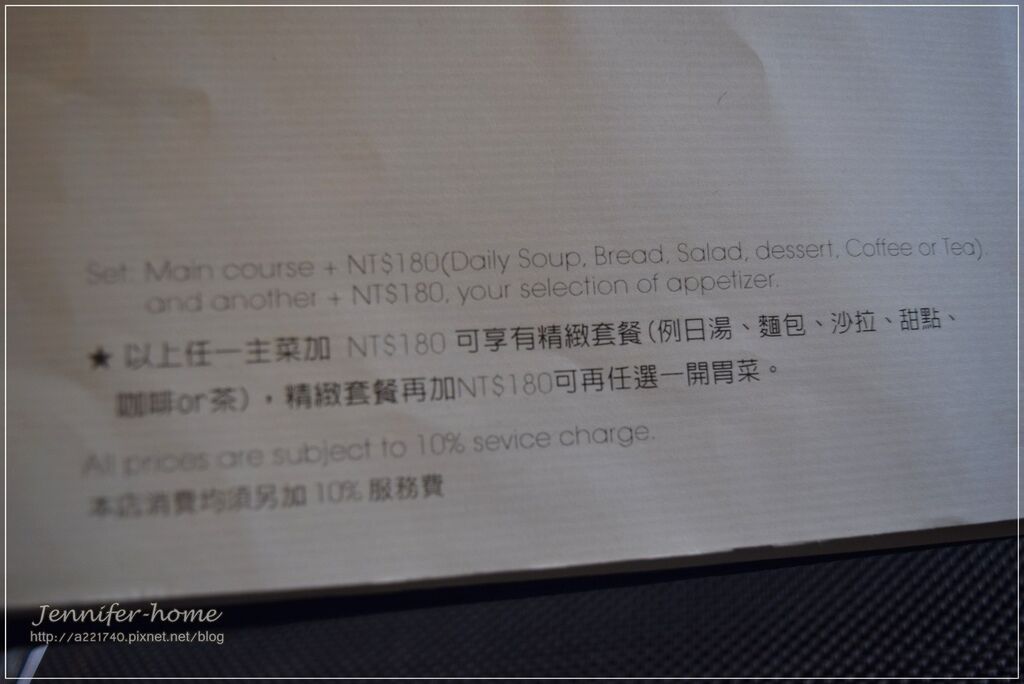 Set: Main course + NT$180(Daily Soup, Bread, Salad, dessert, Coffee or Tea).
and another + NT$180, your selection of appetizer.
★ 以上任一主菜加 NT$180 可享有精緻套餐(例日湯、麵包、沙拉、甜點、
咖啡or茶)，精緻套餐再加NT$180可再任選一開胃菜。
All prices are subject to 10% sevice charge.
本店消費均須另加 10% 服務費
Jennifer-home
http://a221740.pixnet.net/blog